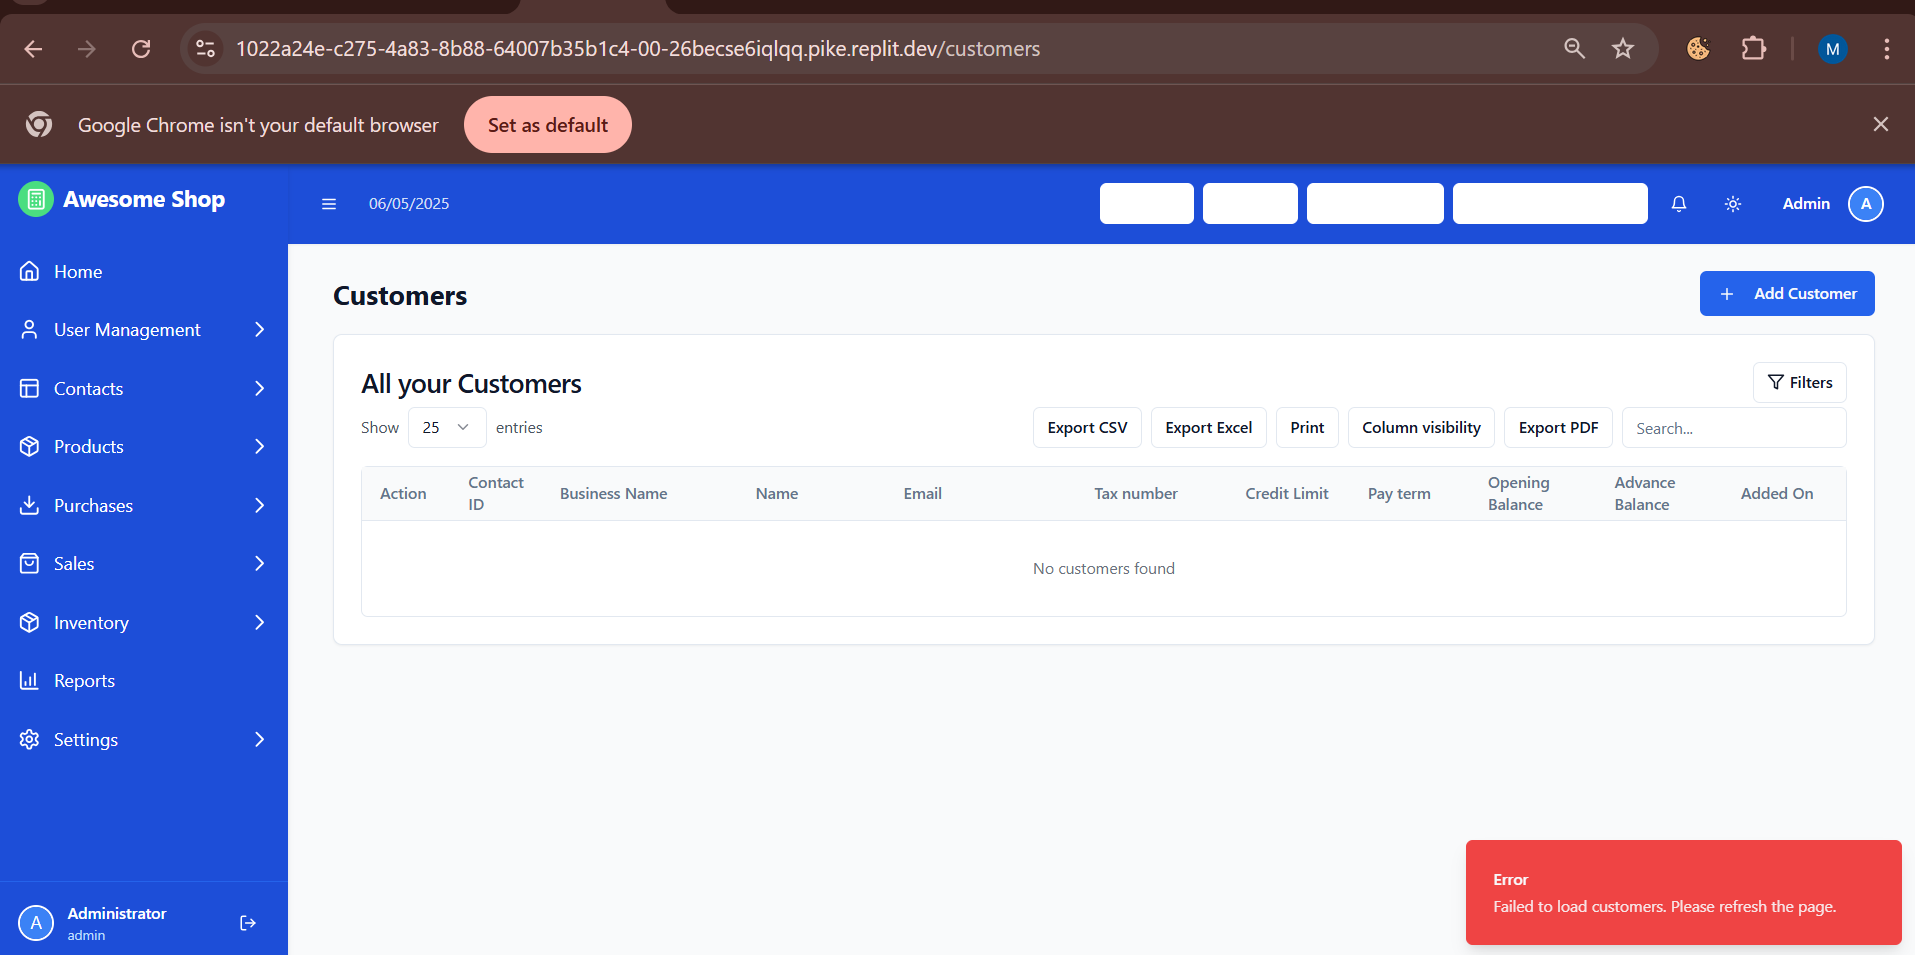 1022a24e-c275-4a83-8b88-64007b35b1c4-00-26becse6iqlqq.pike.replit.dev/customers
M
Google Chrome isn't your default browser
Set as default
Awesome Shop
06/05/2025
Admin
A
Home
User Management
Contacts
Products
Purchases
Sales
Inventory
Reports
Settings
Customers
+ Add Customer
All your Customers
Filters
Show 25 entries
Export CSV
Export Excel
Print
Column visibility
Export PDF
Search...
Action
Contact ID
Business Name
Name
Email
Tax number
Credit Limit
Pay term
Opening Balance
Advance Balance
Added On
No customers found
A
Administrator
admin
Error
Failed to load customers. Please refresh the page.